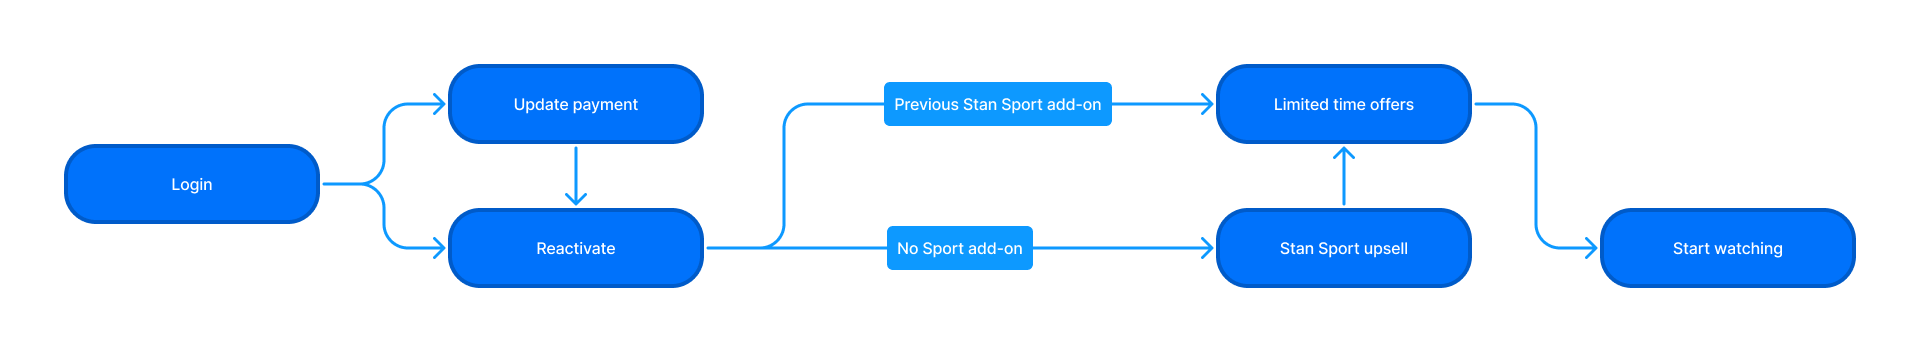 Login
Update payment
Reactivate
Previous Stan Sport add-on
No Sport add-on
Limited time offers
Stan Sport upsell
Start watching